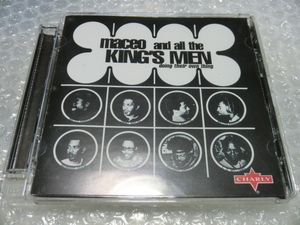 maceo and all the
KING'S MEN
doing their own thing
CHARLY